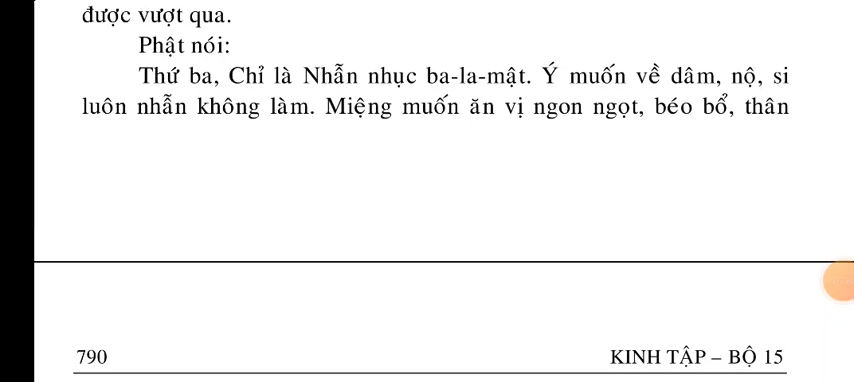 được vượt qua.
Phật nói:
Thứ ba, Chỉ là Nhẫn nhục ba-la-mật. Ý muốn về dâm, nộ, si
luôn nhẫn không làm. Miệng muốn ăn vị ngon ngọt, béo bổ, thân
790 KINH TẬP – BỘ 15